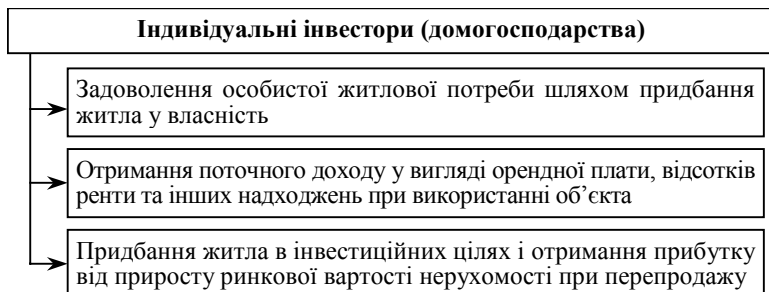 Індивідуальні інвестори (домогосподарства)
Задоволення особистої житлової потреби шляхом придбання
житла у власність
Отримання поточного доходу у вигляді орендної плати, відсотків
ренти та інших надходжень при використанні об’єкта
Придбання житла в інвестиційних цілях і отримання прибутку
від приросту ринкової вартості нерухомості при перепродажу